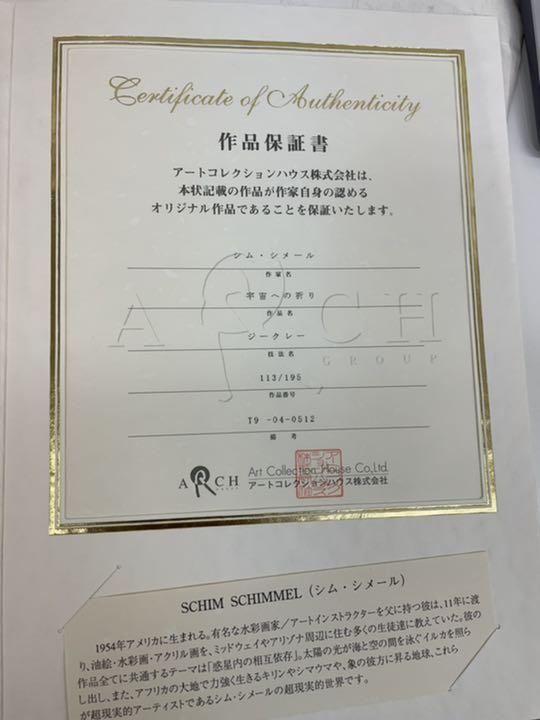 Certificate of Authenticity
作品保証書
アートコレクションハウス株式会社は、
本状記載の作品が作家自身の認める
オリジナル作品であることを保証いたします。
シム・シメール
作家名
宇宙への祈り
作品名
ジークレー
技法名
113/195
作品番号
T9 -04-0512
備 考
ARCH
GROUP
ARCH
Art Collection House Co.,Ltd.
アートコレクションハウス株式会社
SCHIM SCHIMMEL (シム・シメール)
1954年アメリカに生まれる。有名な水彩画家/アートインストラクターを父に持つ彼は、11年に渡
り、油絵・水彩画・アクリル画を、ミッドウェイやアリゾナ周辺に住む多くの生徒達に教えていた。彼の
作品全てに共通するテーマは「惑星内の相互依存」。太陽の光が海と空の間を泳ぐイルカを照ら
し出し、また、アフリカの大地で力強く生きるキリンやシマウマや、象の彼方に昇る地球、これら
が超現実的アーティストであるシム・シメールの超現実的世界です。